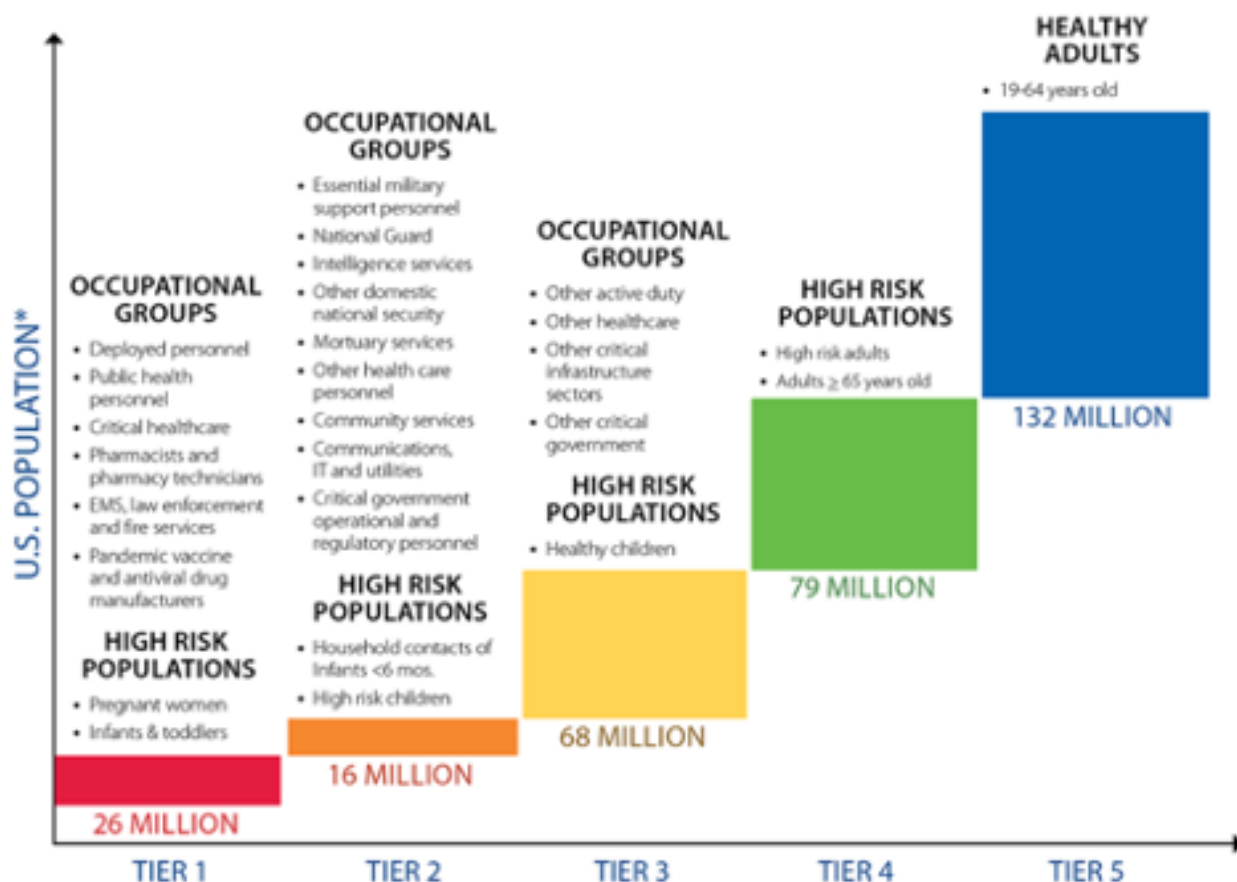 U.S. POPULATION*
OCCUPATIONAL
GROUPS
• Deployed personnel
• Public health
personnel
• Critical healthcare
• Pharmacists and
pharmacy technicians
• EMS, law enforcement
and fire services
• Pandemic vaccine
and antiviral drug
manufacturers
HIGH RISK
POPULATIONS
• Pregnant women
• Infants & toddlers
26 MILLION
TIER 1
OCCUPATIONAL
GROUPS
• Essential military
support personnel
• National Guard
• Intelligence services
• Other domestic
national security
• Mortuary services
• Other health care
personnel
• Community services
• Communications,
IT and utilities
• Critical government
operational and
regulatory personnel
HIGH RISK
POPULATIONS
• Household contacts of
Infants <6 mos.
• High risk children
16 MILLION
TIER 2
OCCUPATIONAL
GROUPS
• Other active duty
• Other healthcare
• Other critical
infrastructure
sectors
• Other critical
government
HIGH RISK
POPULATIONS
• Healthy children
68 MILLION
TIER 3
HIGH RISK
POPULATIONS
• High risk adults
• Adults ≥ 65 years old
79 MILLION
TIER 4
HEALTHY
ADULTS
• 19-64 years old
132 MILLION
TIER 5